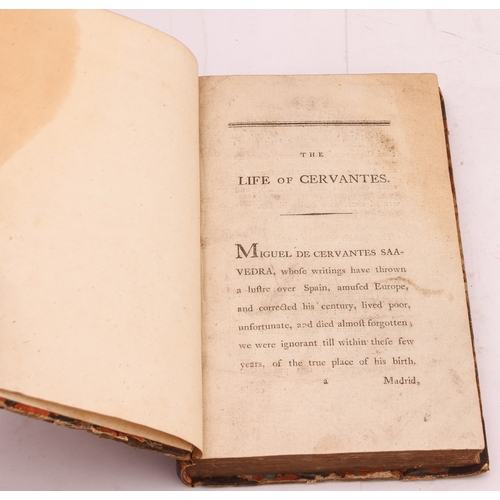 THE
LIFE OF CERVANTES.
MIGUEL DE CERVANTES SAA-
VEDRA, whoſe writings have thrown
a luſtre over Spain, amuſed Europe,
and corrected his century, lived poor,
unfortunate, and died almoſt forgotten;
we were ignorant till within theſe few
years, of the true place of his birth.
a Madrid,